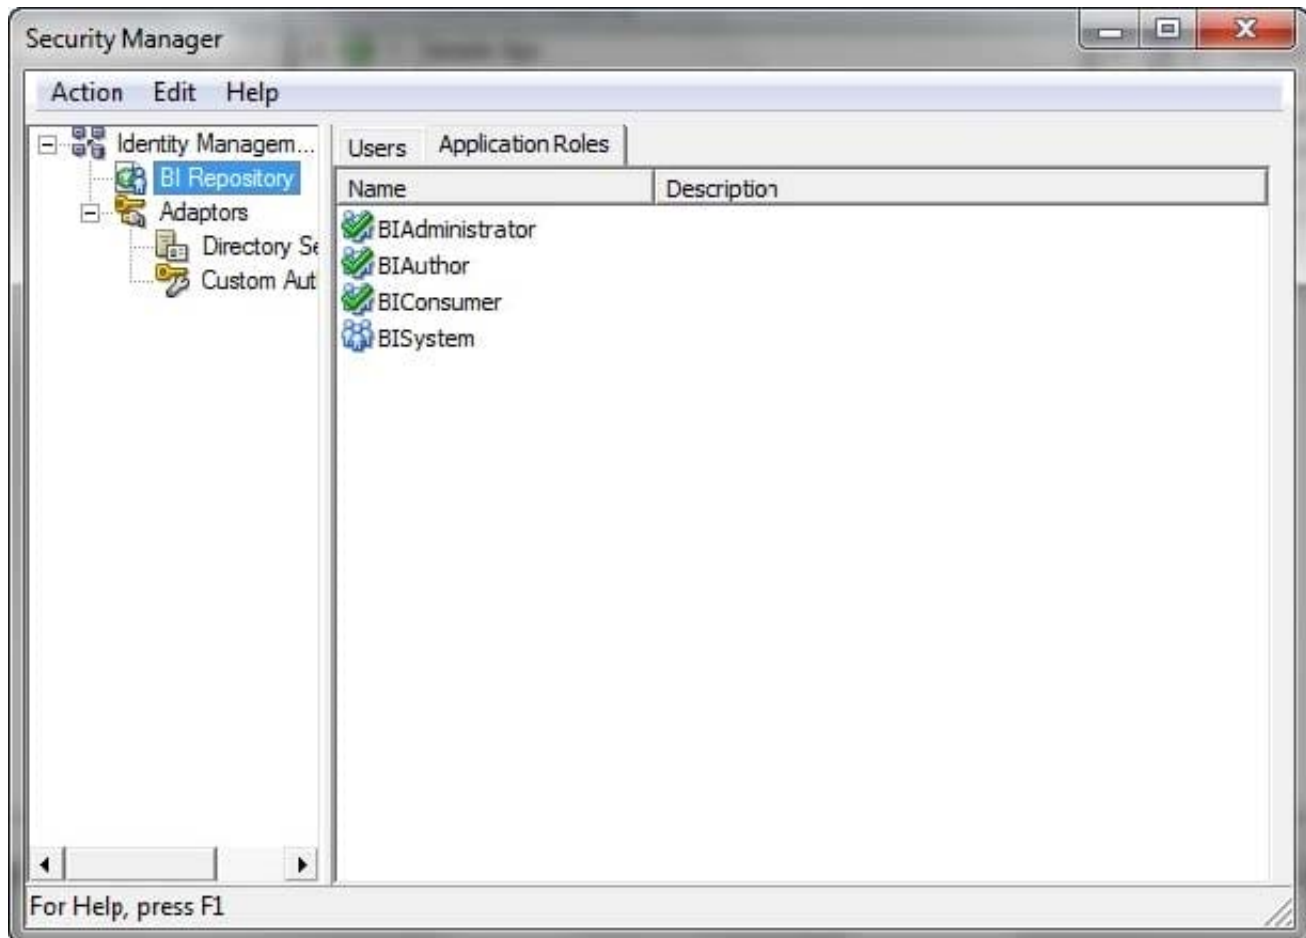 Security Manager
Action Edit Help
Identity Managem...
BI Repository
Adaptors
Directory Se
Custom Aut
Users Application Roles
Name Description
BIAdministrator
BIAuthor
BIConsumer
BISystem
For Help, press F1